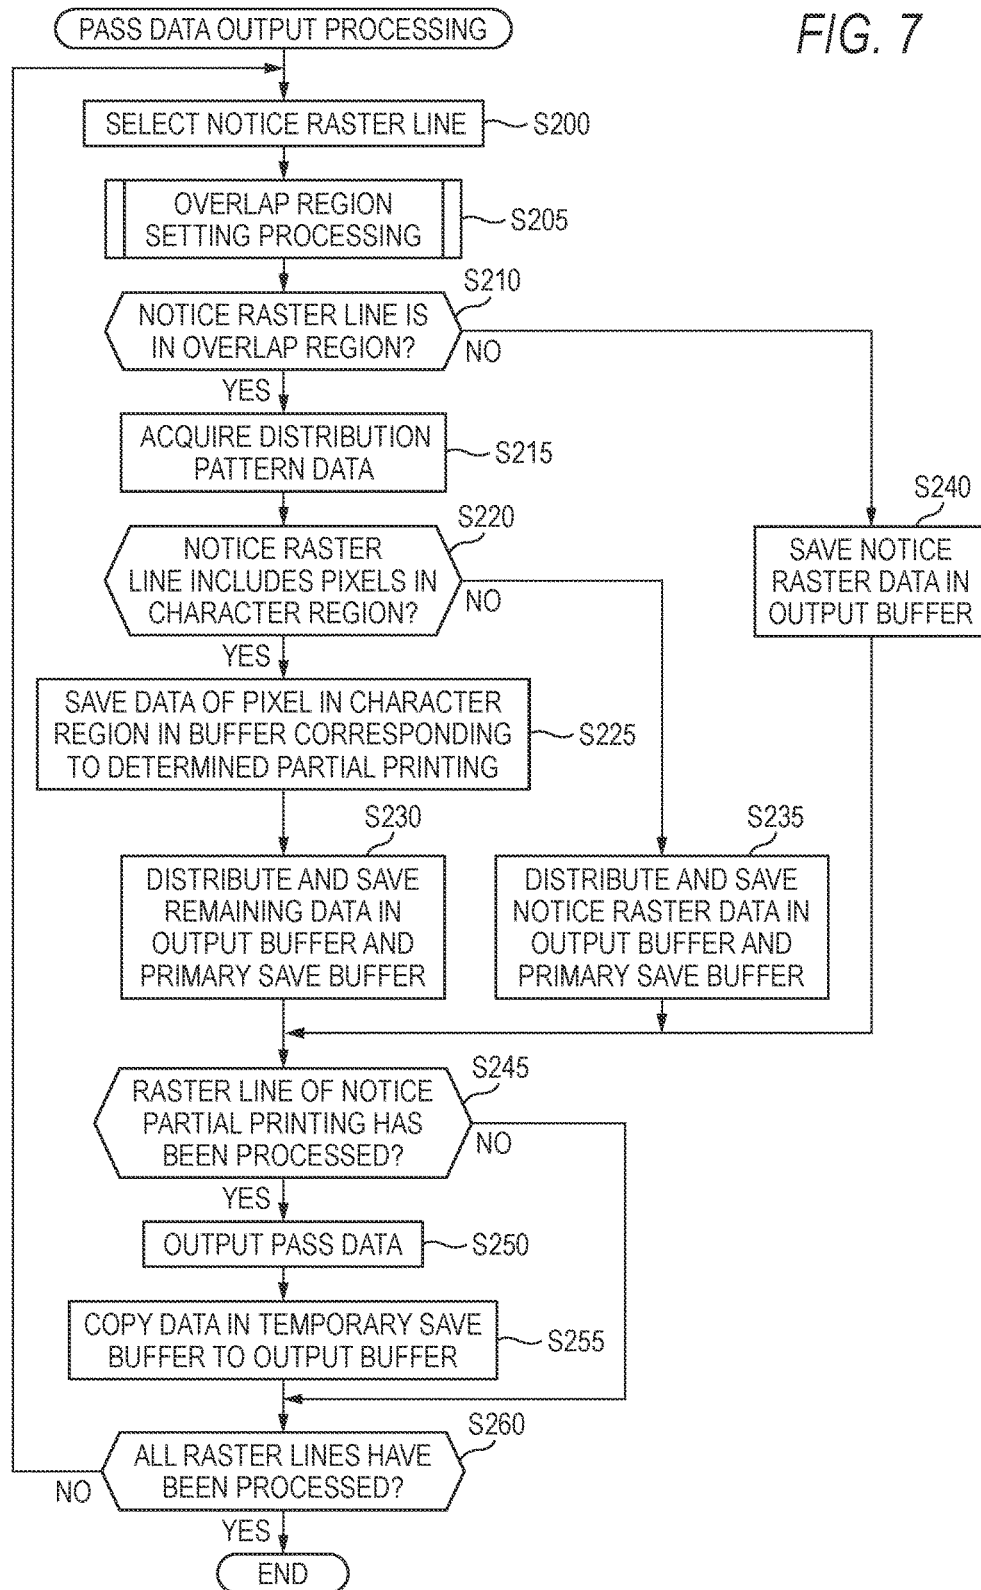 FIG. 7
PASS DATA OUTPUT PROCESSING
SELECT NOTICE RASTER LINE
S200
OVERLAP REGION
SETTING PROCESSING
S205
S210
NOTICE RASTER LINE IS
IN OVERLAP REGION?
NO
YES
ACQUIRE DISTRIBUTION
PATTERN DATA
S215
S220
NOTICE RASTER
LINE INCLUDES PIXELS IN
CHARACTER REGION?
NO
YES
S240
SAVE NOTICE
RASTER DATA IN
OUTPUT BUFFER
SAVE DATA OF PIXEL IN CHARACTER
REGION IN BUFFER CORRESPONDING
TO DETERMINED PARTIAL PRINTING
S225
S230
DISTRIBUTE AND SAVE
REMAINING DATA IN
OUTPUT BUFFER AND
PRIMARY SAVE BUFFER
S235
DISTRIBUTE AND SAVE
NOTICE RASTER DATA IN
OUTPUT BUFFER AND
PRIMARY SAVE BUFFER
S245
RASTER LINE OF NOTICE
PARTIAL PRINTING HAS
BEEN PROCESSED?
NO
YES
OUTPUT PASS DATA
S250
COPY DATA IN TEMPORARY SAVE
BUFFER TO OUTPUT BUFFER
S255
S260
ALL RASTER LINES HAVE
BEEN PROCESSED?
NO
YES
END